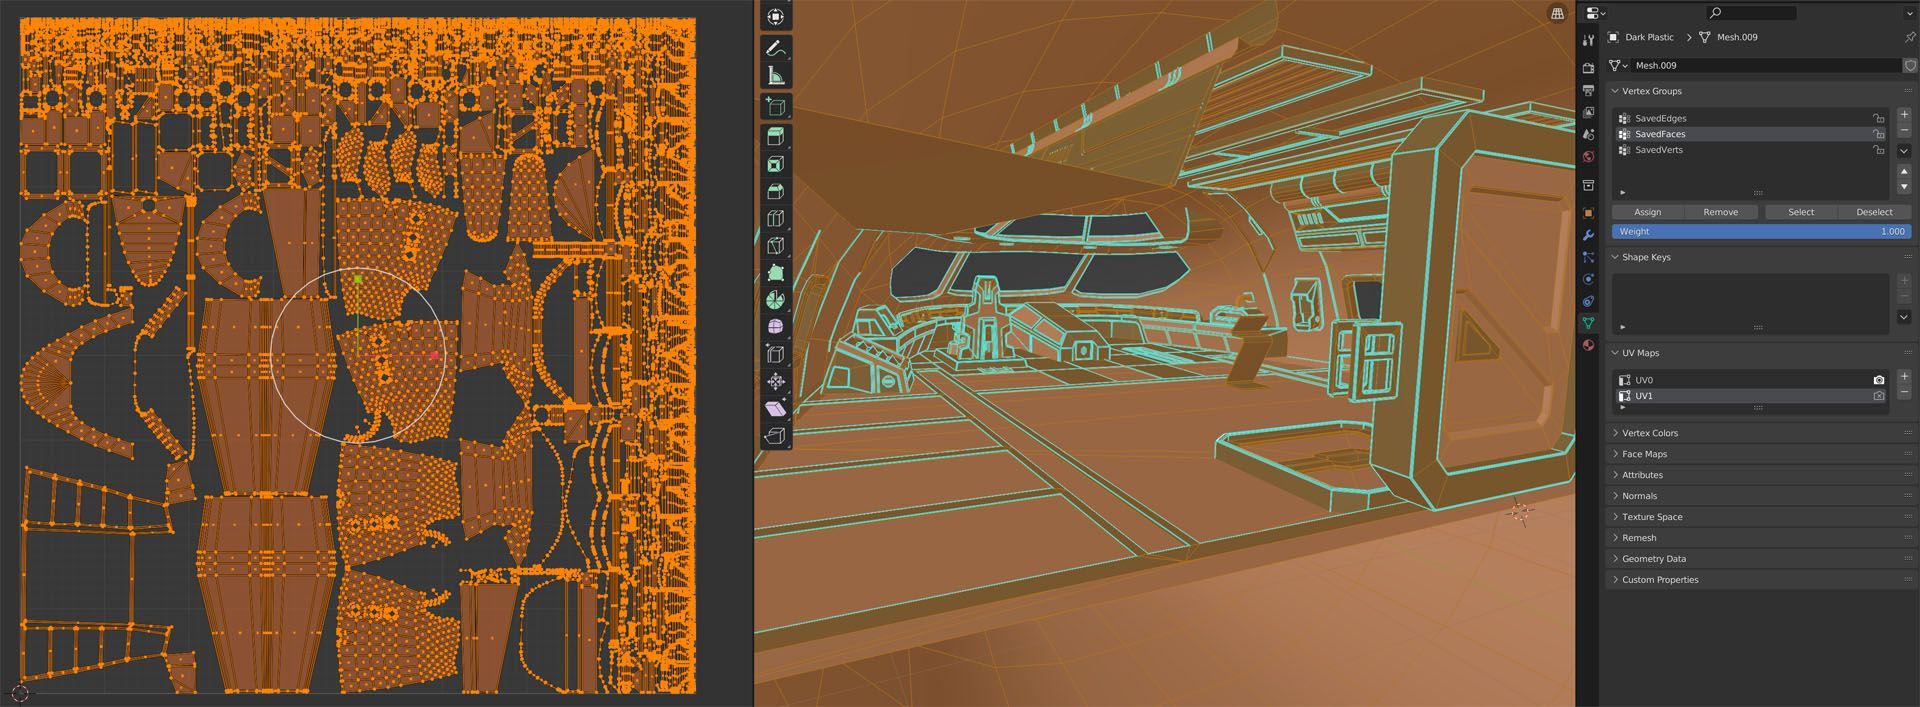 Dark Plastic > Mesh.009
Mesh.009
Vertex Groups
SavedEdges
SavedFaces
SavedVerts
Assign Remove Select Deselect
Weight 1.000
Shape Keys
UV Maps
UV0
UV1
Vertex Colors
Face Maps
Attributes
Normals
Texture Space
Remesh
Geometry Data
Custom Properties